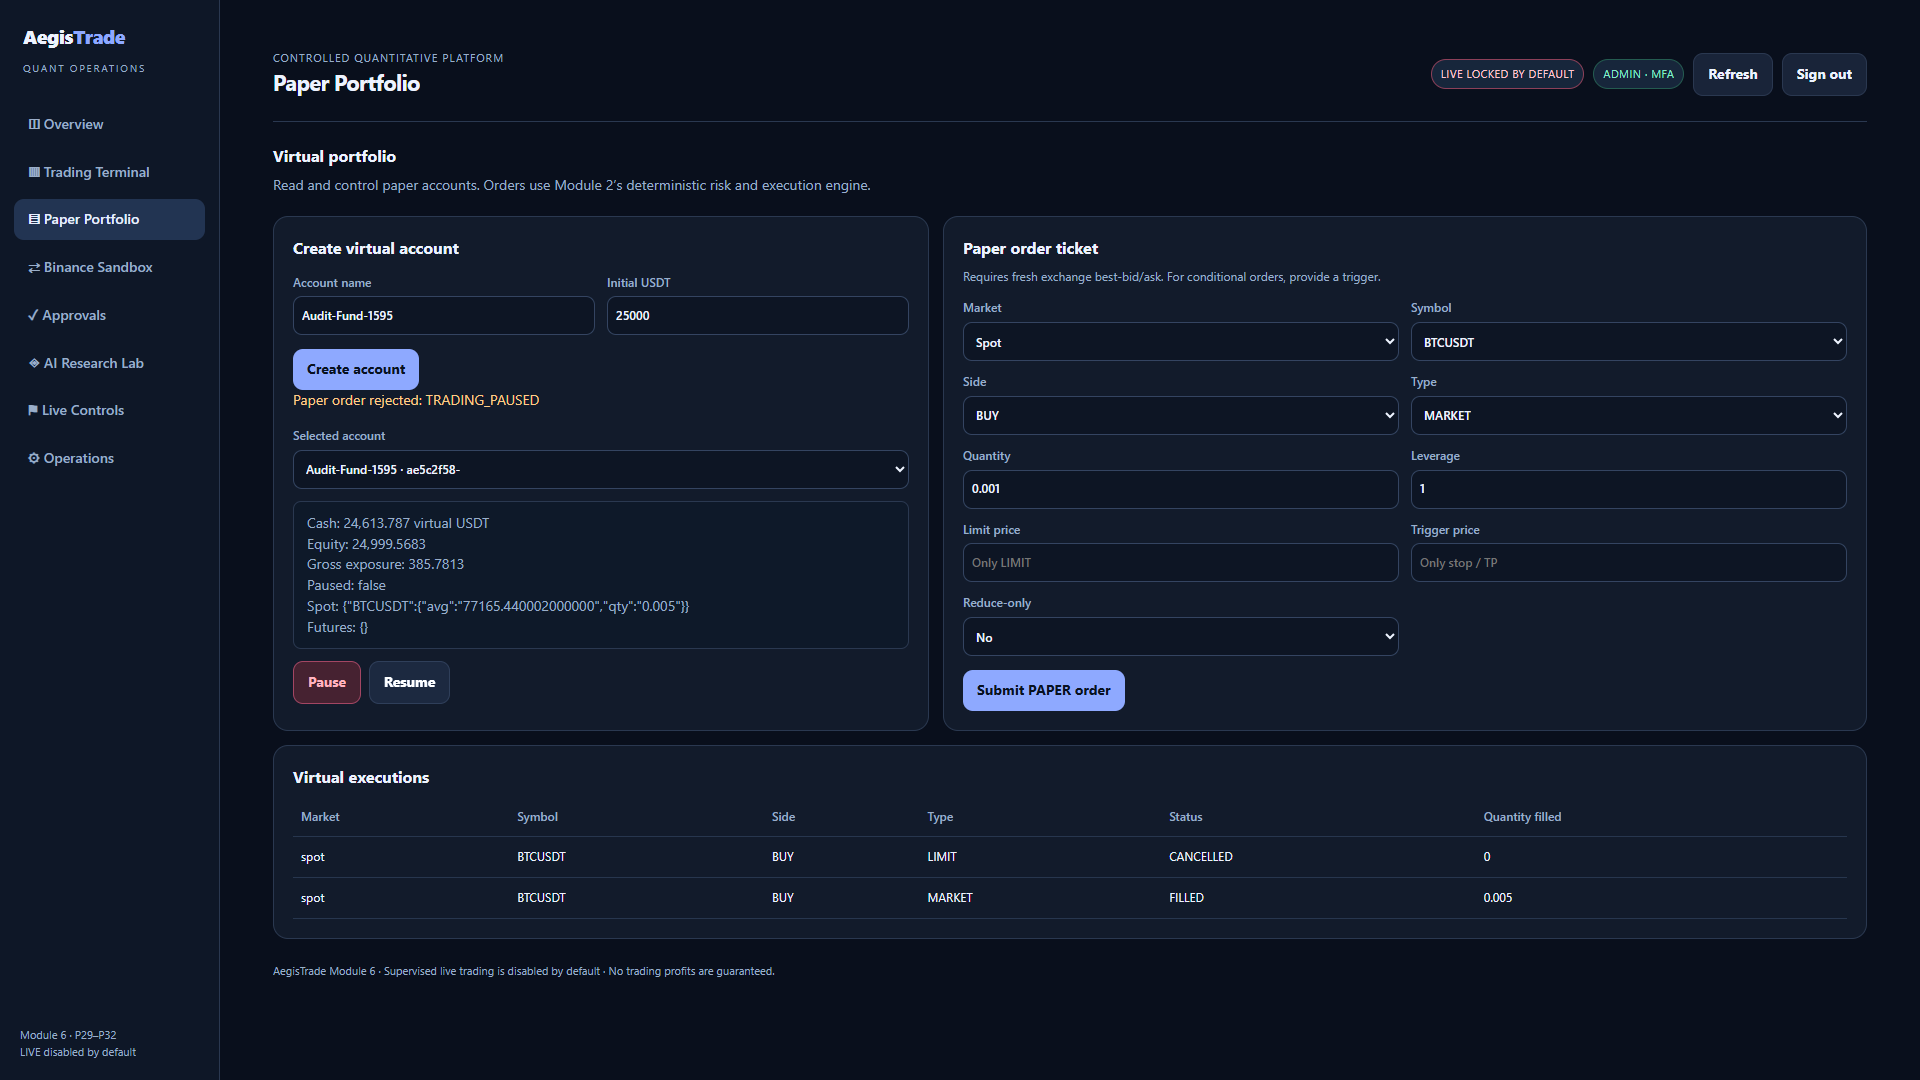 AegisTrade
QUANT OPERATIONS
Overview
Trading Terminal
Paper Portfolio
Binance Sandbox
Approvals
AI Research Lab
Live Controls
Operations
Module 6 · P29–P32
LIVE disabled by default
CONTROLLED QUANTITATIVE PLATFORM
Paper Portfolio
LIVE LOCKED BY DEFAULT
ADMIN · MFA
Refresh
Sign out
Virtual portfolio
Read and control paper accounts. Orders use Module 2’s deterministic risk and execution engine.
Create virtual account
Account name
Initial USDT
Audit-Fund-1595
25000
Create account
Paper order rejected: TRADING_PAUSED
Selected account
Audit-Fund-1595 · ae5c2f58-
Cash: 24,613.787 virtual USDT
Equity: 24,999.5683
Gross exposure: 385.7813
Paused: false
Spot: {"BTCUSDT":{"avg":"77165.440002000000","qty":"0.005"}}
Futures: {}
Pause
Resume
Paper order ticket
Requires fresh exchange best-bid/ask. For conditional orders, provide a trigger.
Market
Symbol
Spot
BTCUSDT
Side
Type
BUY
MARKET
Quantity
Leverage
0.001
1
Limit price
Trigger price
Only LIMIT
Only stop / TP
Reduce-only
No
Submit PAPER order
Virtual executions
Market Symbol Side Type Status Quantity filled
spot BTCUSDT BUY LIMIT CANCELLED 0
spot BTCUSDT BUY MARKET FILLED 0.005
AegisTrade Module 6 · Supervised live trading is disabled by default · No trading profits are guaranteed.